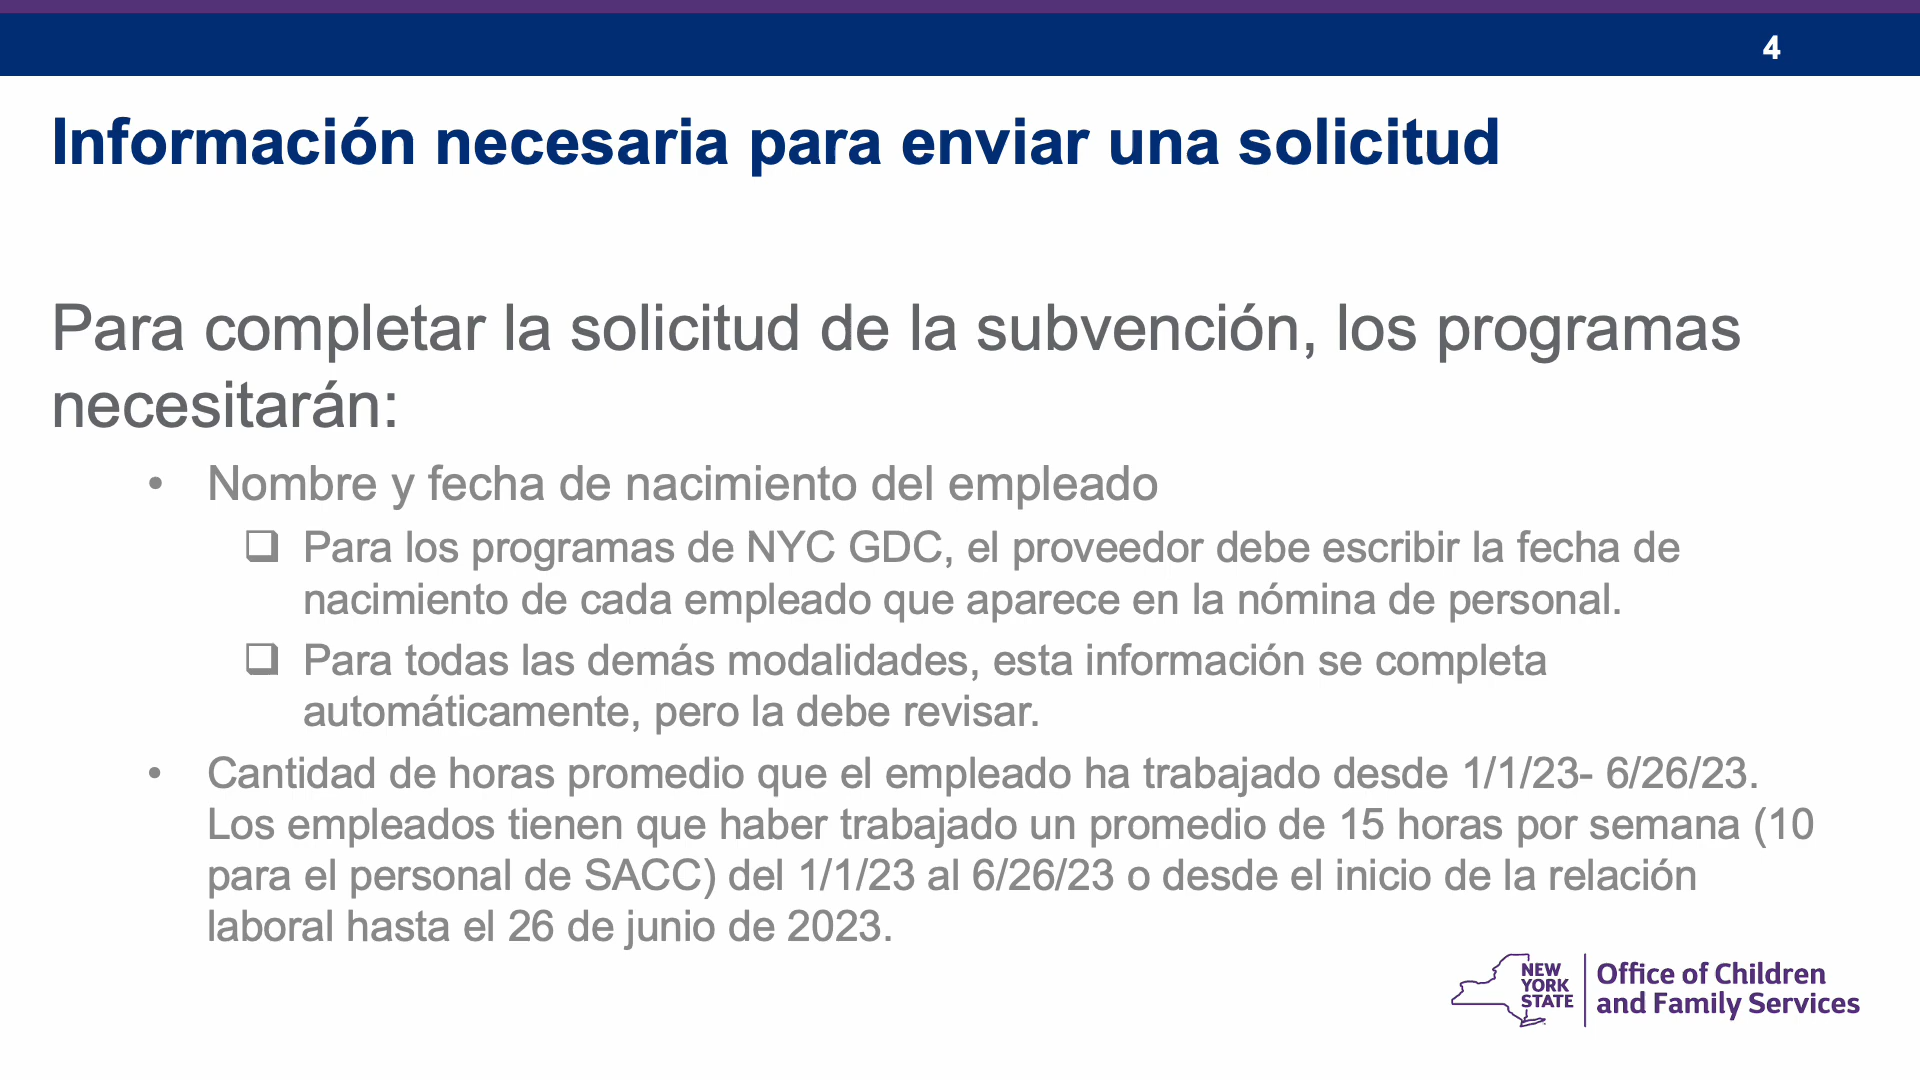 4
Información necesaria para enviar una solicitud
Para completar la solicitud de la subvención, los programas
necesitarán:
• Nombre y fecha de nacimiento del empleado
❑ Para los programas de NYC GDC, el proveedor debe escribir la fecha de
nacimiento de cada empleado que aparece en la nómina de personal.
❑ Para todas las demás modalidades, esta información se completa
automáticamente, pero la debe revisar.
• Cantidad de horas promedio que el empleado ha trabajado desde 1/1/23- 6/26/23.
Los empleados tienen que haber trabajado un promedio de 15 horas por semana (10
para el personal de SACC) del 1/1/23 al 6/26/23 o desde el inicio de la relación
laboral hasta el 26 de junio de 2023.
NEW
YORK
STATE
Office of Children
and Family Services